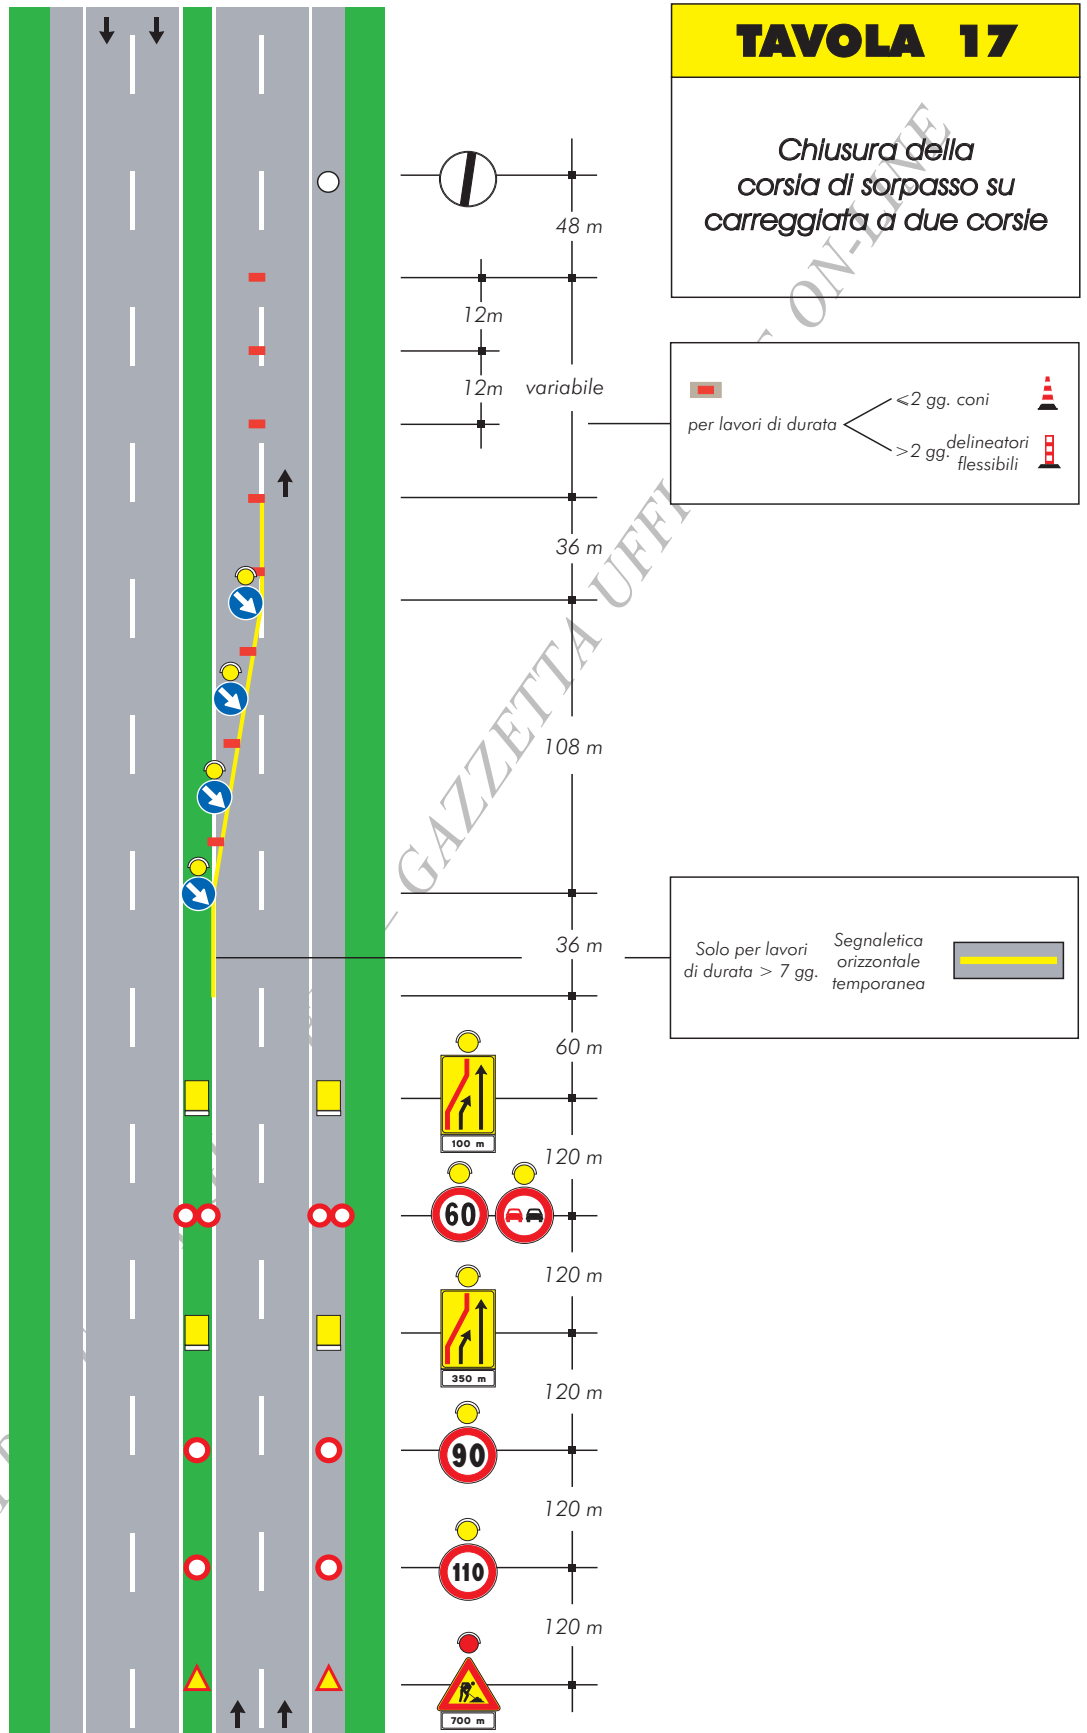 TAVOLA 17
Chiusura della
corsia di sorpasso su
carreggiata a due corsie
48 m
12m
12m
variabile
per lavori di durata
⩽2 gg. coni
>2 gg. delineatori
flessibili
36 m
108 m
36 m
Solo per lavori
di durata > 7 gg.
Segnaletica
orizzontale
temporanea
60 m
100 m
120 m
60
120 m
350 m
120 m
90
120 m
110
120 m
700 m
GAZZETTA UFFI
ON-LINE